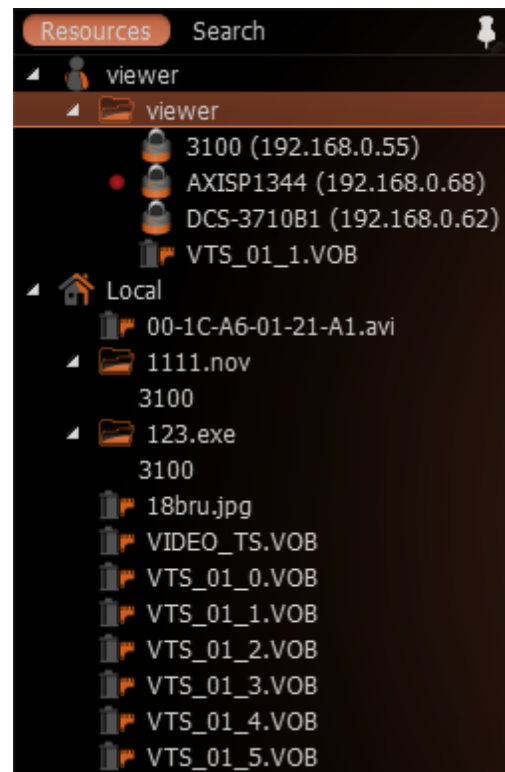 Resources Search
viewer
viewer
3100 (192.168.0.55)
AXISP1344 (192.168.0.68)
DCS-3710B1 (192.168.0.62)
VTS_01_1.VOB
Local
00-1C-A6-01-21-A1.avi
1111.nov
3100
123.exe
3100
18bru.jpg
VIDEO_TS.VOB
VTS_01_0.VOB
VTS_01_1.VOB
VTS_01_2.VOB
VTS_01_3.VOB
VTS_01_4.VOB
VTS_01_5.VOB